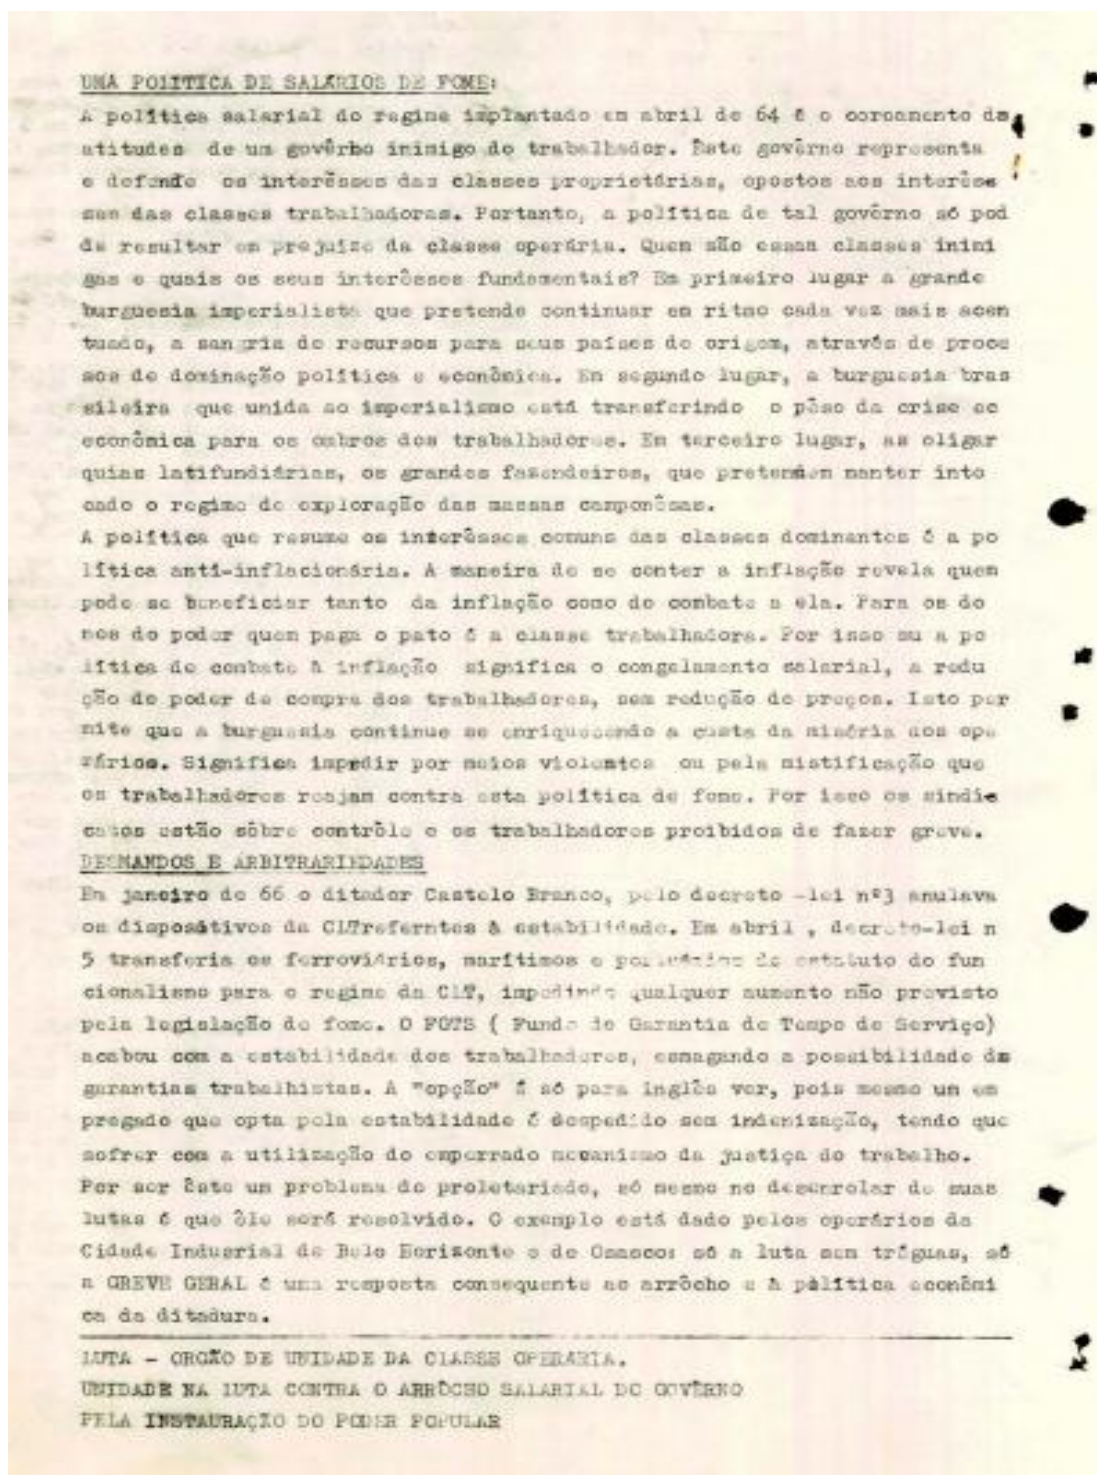 UMA POLITICA DE SALÁRIOS DE FOME:
A política salarial do regime implantado em abril de 64 é o coroamento de
atitudes de um govêrbo inimigo do trabalhador. Êste govêrno representa
e defende os interêsses das classes proprietárias, opostos aos interês
ses das classes trabalhadoras. Portanto, a política de tal govêrno só pod
de resultar em prejuizo da classe operária. Quem são essas classes inimi
gas e quais os seus interêsses fundamentais? Em primeiro lugar a grande
burguesia imperialista que pretende continuar em ritmo cada vez mais acen
tuado, a sangria de recursos para seus países de origem, através de proce
sos de dominação política e econômica. Em segundo lugar, a burguesia bras
sileira que unida ao imperialismo está transferindo o pêso da crise ec
econômica para os ombros dos trabalhadores. Em terceiro lugar, as oligar
quias latifundiárias, os grandes fazendeiros, que pretendem manter into
cado o regime de exploração das massas camponêsas.
A política que resume os interêsses comuns das classes dominantes é a po
lítica anti-inflacionária. A maneira de se conter a inflação revela quem
pode se beneficiar tanto da inflação como do combate a ela. Para os do
nos do poder quem paga o pato é a classe trabalhadora. Por isso su a po
lítica de combate à inflação significa o congelamento salarial, a redu
ção do poder de compra dos trabalhadores, sem redução de preços. Isto per
mite que a burguesia continue se enriquecendo a custa da miséria dos ope
rários. Significa impedir por meios violentos ou pela mistificação que
os trabalhadores reajam contra esta política de fome. Por isso os sindi-
catos estão sôbre contrôle e os trabalhadores proibidos de fazer greve.
DESMANDOS E ARBITRARIEDADES
Em janeiro de 66 o ditador Castelo Branco, pelo decreto -lei nº3 anulava
os dispositivos da CLTreferntes à estabilidade. Em abril , decreto-lei n
5 transferia os ferroviários, marítimos e portuários do estatuto do fun
cionalismo para o regime da CLT, impedindo qualquer aumento não previsto
pela legislação de fome. O FGTS ( Fundo de Garantia de Tempo de Serviço)
acabou com a estabilidade dos trabalhadores, esmagando a possibilidade de
garantias trabalhistas. A "opção" é só para inglês ver, pois mesmo um em
pregado que opta pela estabilidade é despedido sem indenização, tendo que
sofrer com a utilização do emperrado mecanismo da justiça do trabalho.
Por ser êste um problema do proletariado, só mesmo no desenrolar de suas
lutas é que êle será resolvido. O exemplo está dado pelos operários da
Cidade Indusrial de Belo Horizonte e de Osasco: só a luta sem tréguas, só
a GREVE GERAL é uma resposta consequente ao arrôcho e à política econômi
ca da ditadura.
LUTA - ORGÃO DE UNIDADE DA CLASSE OPERÁRIA.
UNIDADE NA LUTA CONTRA O ARRÔCHO SALARIAL DO GOVÊRNO
PELA INSTAURAÇÃO DO PODER POPULAR